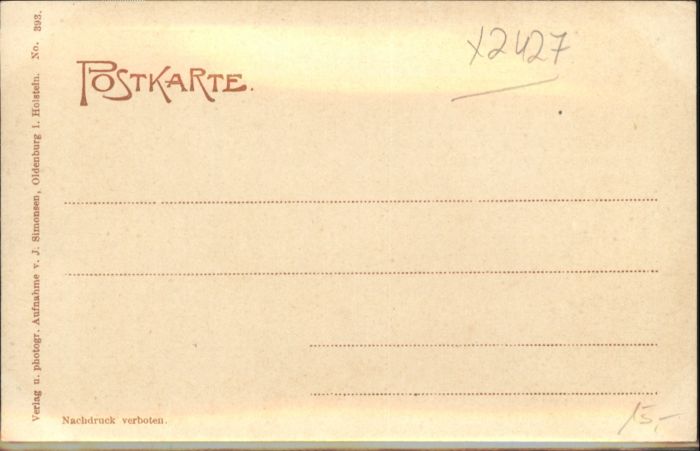 POSTKARTE.
X2427
Verlag u. photogr. Aufnahme v. J. Simonsen, Oldenburg i. Holstein. No. 393.
Nachdruck verboten.
15,-